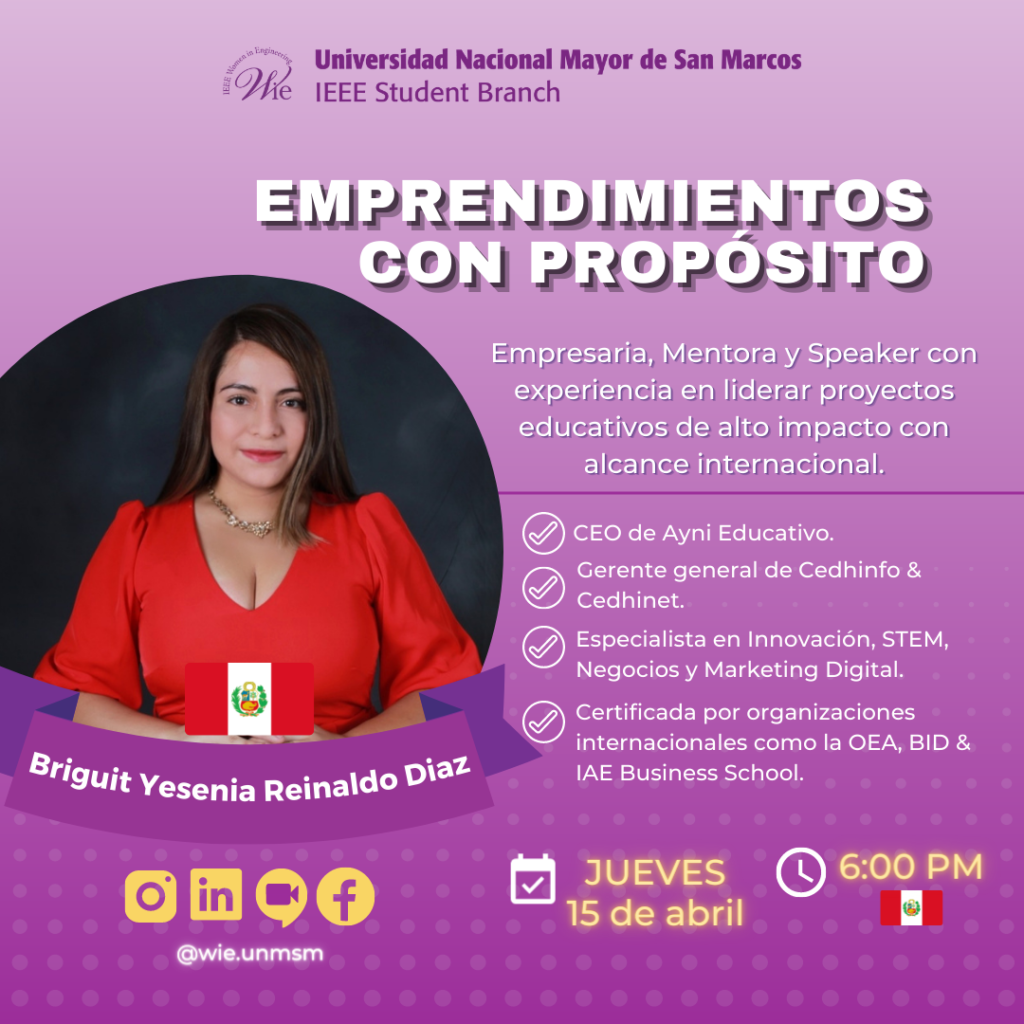 IEEE Women in Engineering
Wie
Universidad Nacional Mayor de San Marcos
IEEE Student Branch
EMPRENDIMIENTOS
CON PROPÓSITO
Empresaria, Mentora y Speaker con
experiencia en liderar proyectos
educativos de alto impacto con
alcance internacional.
CEO de Ayni Educativo.
Gerente general de Cedhinfo &
Cedhinet.
Especialista en Innovación, STEM,
Negocios y Marketing Digital.
Certificada por organizaciones
internacionales como la OEA, BID &
IAE Business School.
Briguit Yesenia Reinaldo Diaz
in
f
@wie.unmsm
JUEVES
15 de abril
6:00 PM